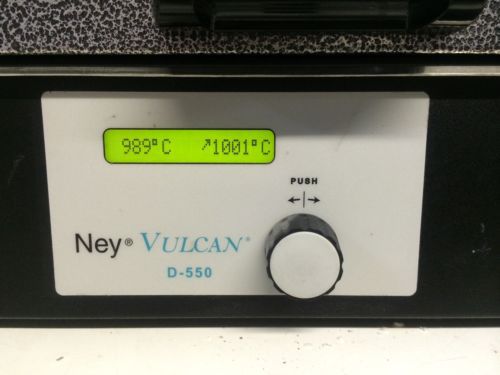 989°C ↗1001°C
PUSH
←|→
Ney® VULCAN®
D-550